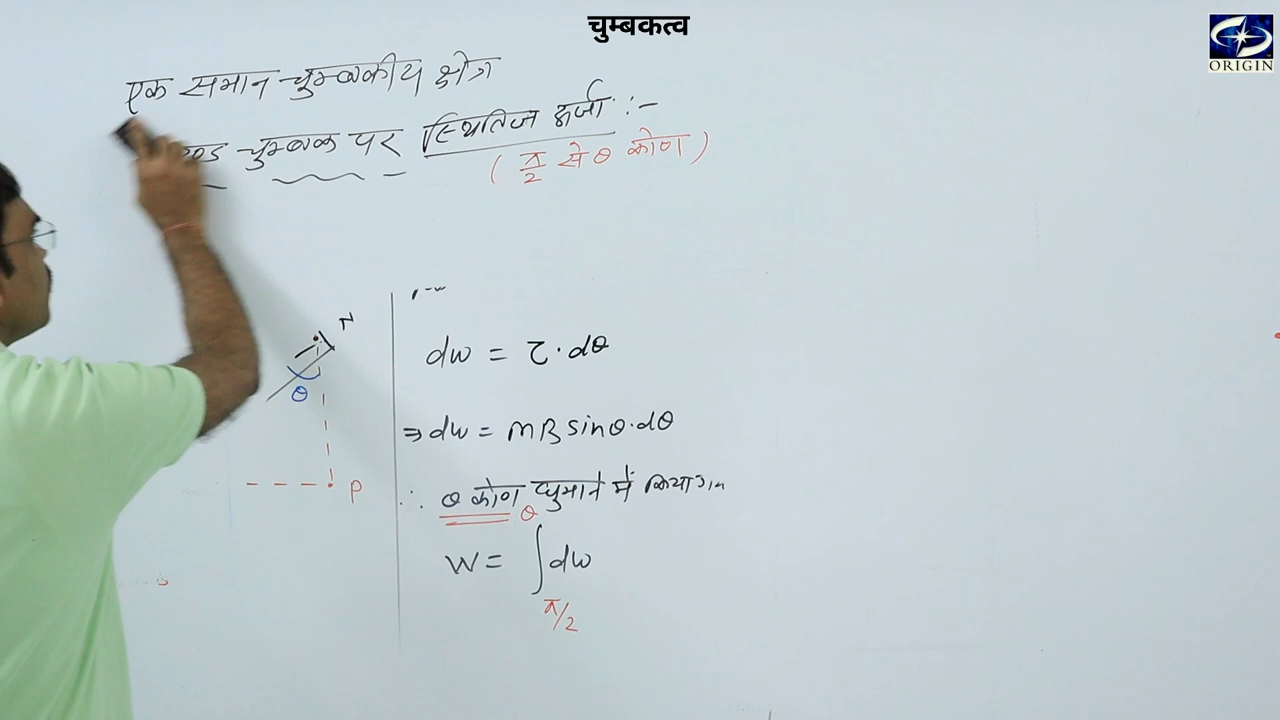 चुम्बकत्व
ORIGIN
एक समान चुम्बकीय क्षेत्र
चुम्बक पर स्थितिज ऊर्जा :-
( π/2 से θ कोण )
N
θ
P
dw = τ · dθ
⇒ dw = MB sinθ · dθ
∴ θ कोण घुमाने में किया
W = ∫_{π/2}^{θ} dw